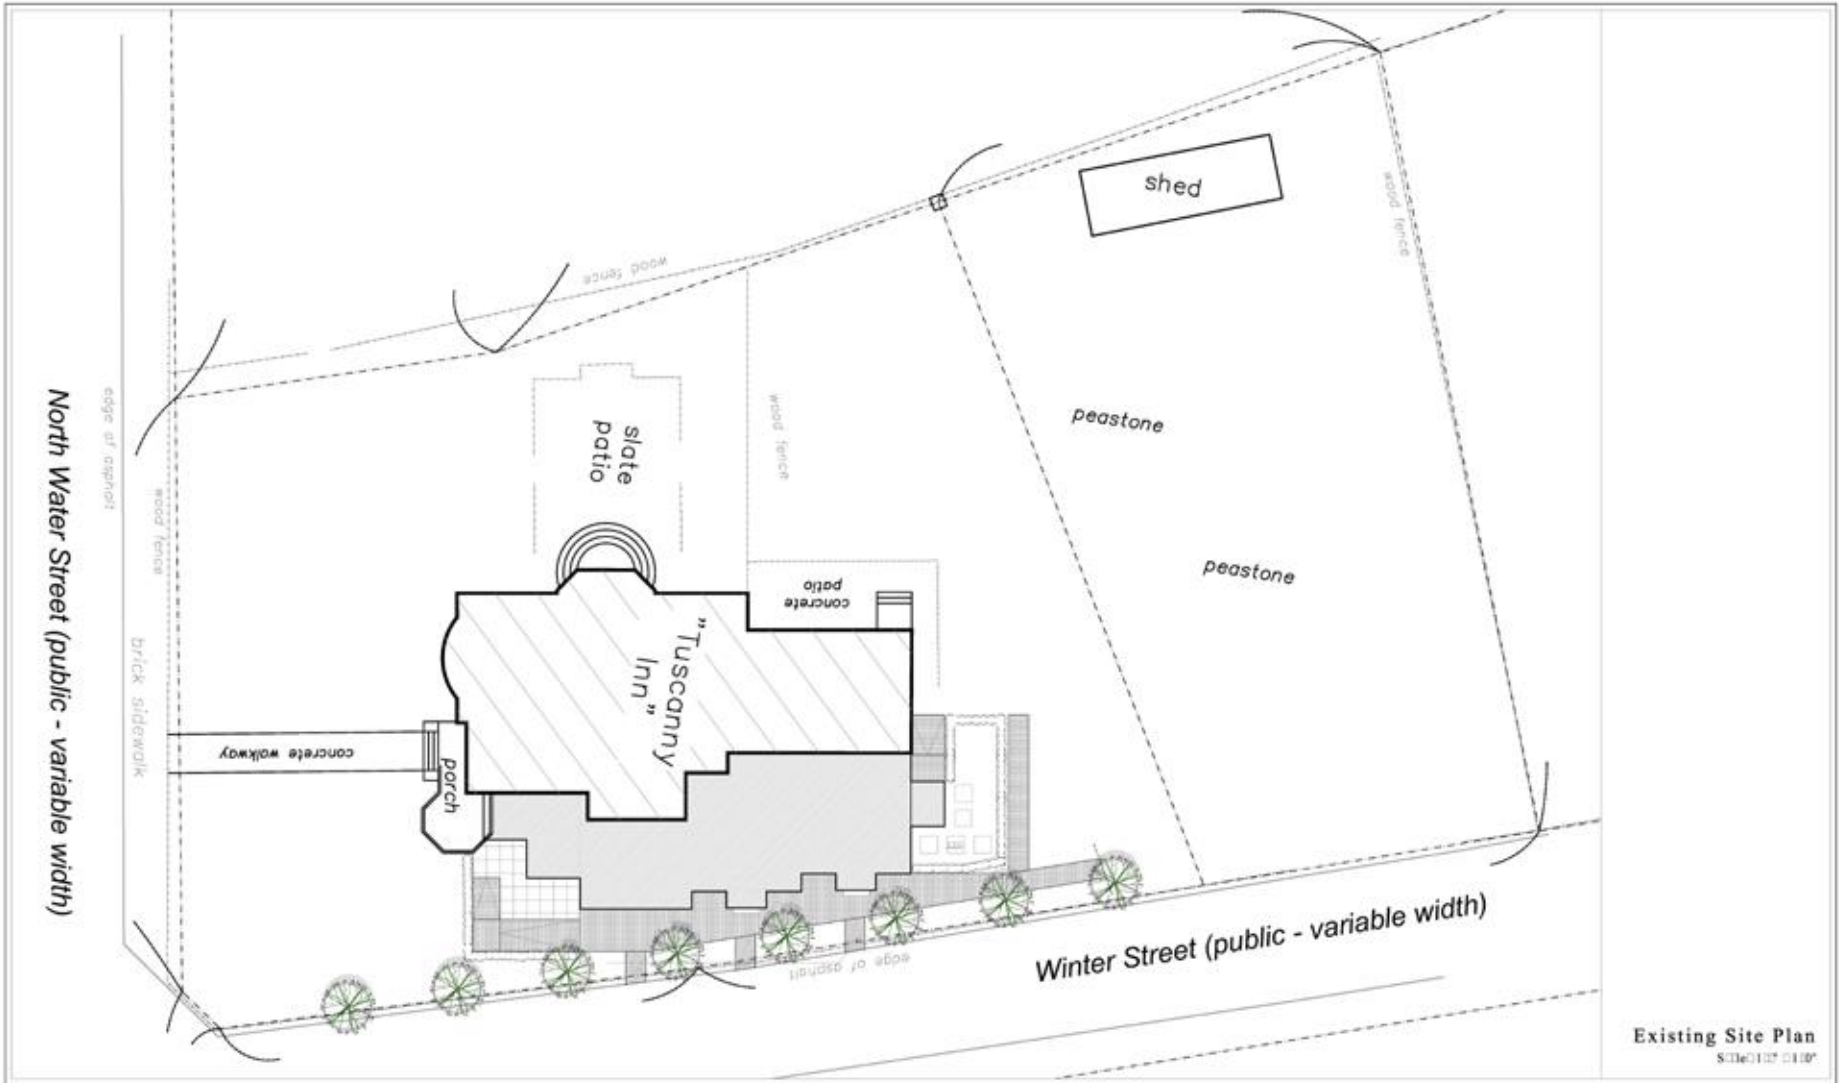 shed
wood fence
wood fence
peastone
slate
patio
wood fence
edge of asphalt
wood fence
North Water Street (public - variable width)
peastone
concrete
patio
"Tuscanny
Inn"
brick sidewalk
concrete walkway
porch
Winter Street (public - variable width)
edge of asphalt
Existing Site Plan